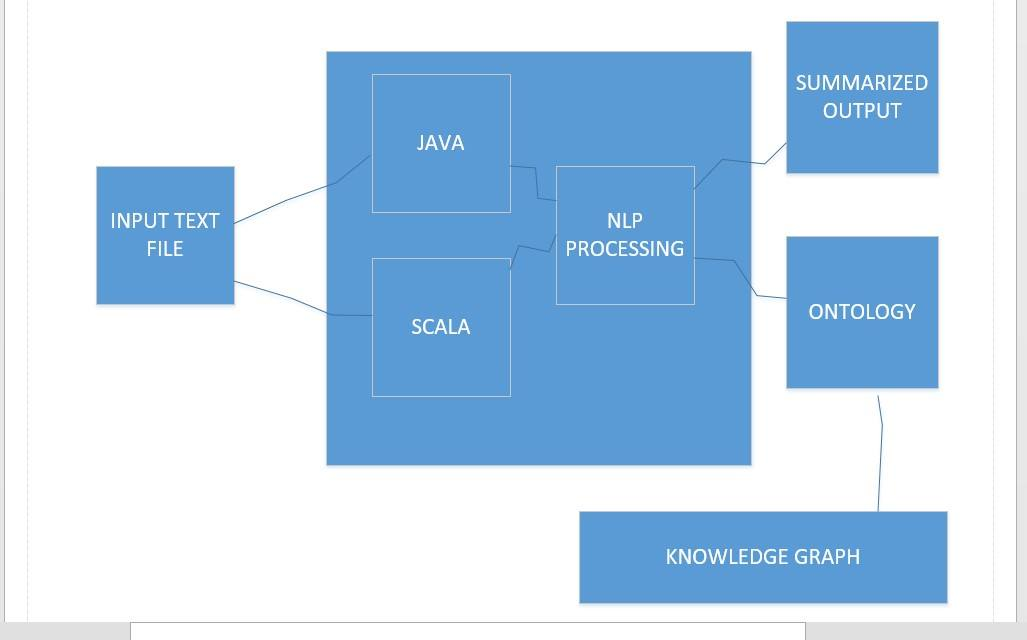 INPUT TEXT
FILE
JAVA
SCALA
NLP
PROCESSING
SUMMARIZED
OUTPUT
ONTOLOGY
KNOWLEDGE GRAPH